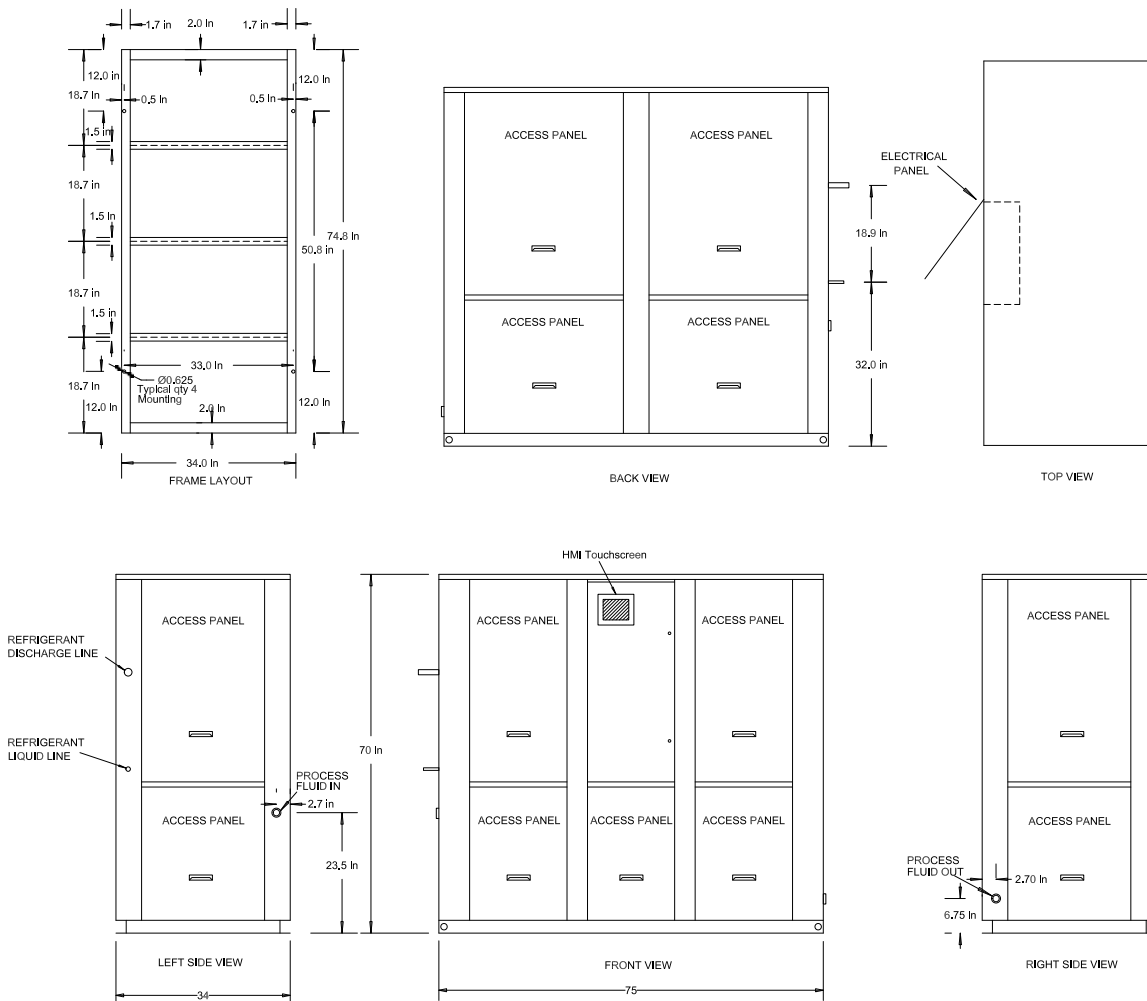 1.7 in
2.0 in
1.7 in
12.0 in
12.0 in
18.7 in
0.5 in
0.5 in
1.5 in
18.7 in
1.5 in
50.8 in
74.8 in
18.7 in
1.5 in
33.0 in
Ø0.625
Typical qty 4
Mounting
18.7 in
12.0 in
2.0 in
12.0 in
34.0 in
FRAME LAYOUT
ACCESS PANEL
ACCESS PANEL
ACCESS PANEL
ACCESS PANEL
18.9 in
32.0 in
BACK VIEW
ELECTRICAL
PANEL
TOP VIEW
REFRIGERANT
DISCHARGE LINE
REFRIGERANT
LIQUID LINE
ACCESS PANEL
ACCESS PANEL
PROCESS
FLUID IN
2.7 in
23.5 in
LEFT SIDE VIEW
34
HMI Touchscreen
70 in
ACCESS PANEL
ACCESS PANEL
ACCESS PANEL
ACCESS PANEL
ACCESS PANEL
FRONT VIEW
75
ACCESS PANEL
ACCESS PANEL
PROCESS
FLUID OUT
2.70 in
6.75 in
RIGHT SIDE VIEW